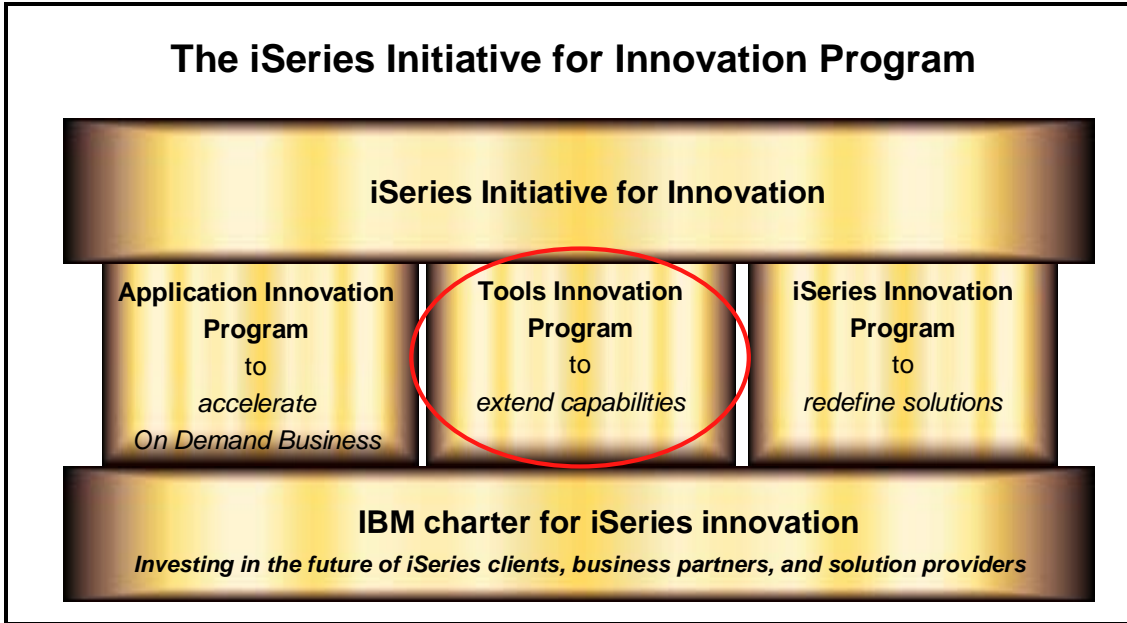 The iSeries Initiative for Innovation Program
iSeries Initiative for Innovation
Application Innovation
Program
to
accelerate
On Demand Business
Tools Innovation
Program
to
extend capabilities
iSeries Innovation
Program
to
redefine solutions
IBM charter for iSeries innovation
Investing in the future of iSeries clients, business partners, and solution providers